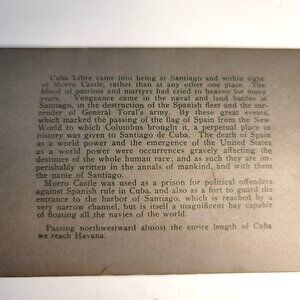 Cuba Libre came into being at Santiago and within sight
of Morro Castle, rather than at any other one place. The
blood of patriots and martyrs had cried to heaven for many
years. Vengeance came in the naval and land battles at
Santiago, in the destruction of the Spanish fleet and the sur-
render of General Toral's army. By these great events,
which marked the passing of the flag of Spain from the New
World to which Columbus brought it, a perpetual place in
history was given to Santiago de Cuba. The death of Spain
as a world power and the emergence of the United States
as a world power were occurrences gravely affecting the
destinies of the whole human race; and as such they are im-
perishably written in the annals of mankind, and with them
the name of Santiago.
Morro Castle was used as a prison for political offenders
against Spanish rule in Cuba, and also as a fort to guard the
entrance to the harbor of Santiago, which is reached by a
very narrow channel, but is itself a magnificent bay capable
of floating all the navies of the world.
Passing northwestward almost the entire length of Cuba
we reach Havana.